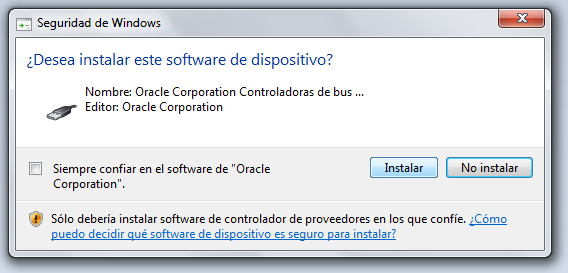 Seguridad de Windows
¿Desea instalar este software de dispositivo?
Nombre: Oracle Corporation Controladoras de bus ...
Editor: Oracle Corporation
Siempre confiar en el software de "Oracle
Corporation".
Instalar
No instalar
Sólo debería instalar software de controlador de proveedores en los que confíe. ¿Cómo
puedo decidir qué software de dispositivo es seguro para instalar?